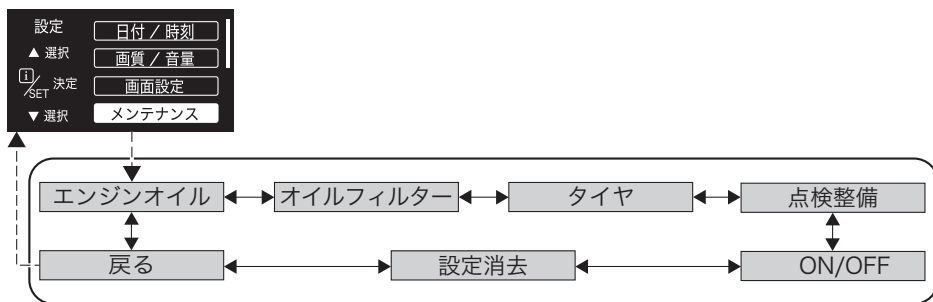 設定
日付 / 時刻
▲ 選択
画質 / 音量
i/SET 決定
画面設定
▼ 選択
メンテナンス
エンジンオイル
オイルフィルター
タイヤ
点検整備
戻る
設定消去
ON/OFF